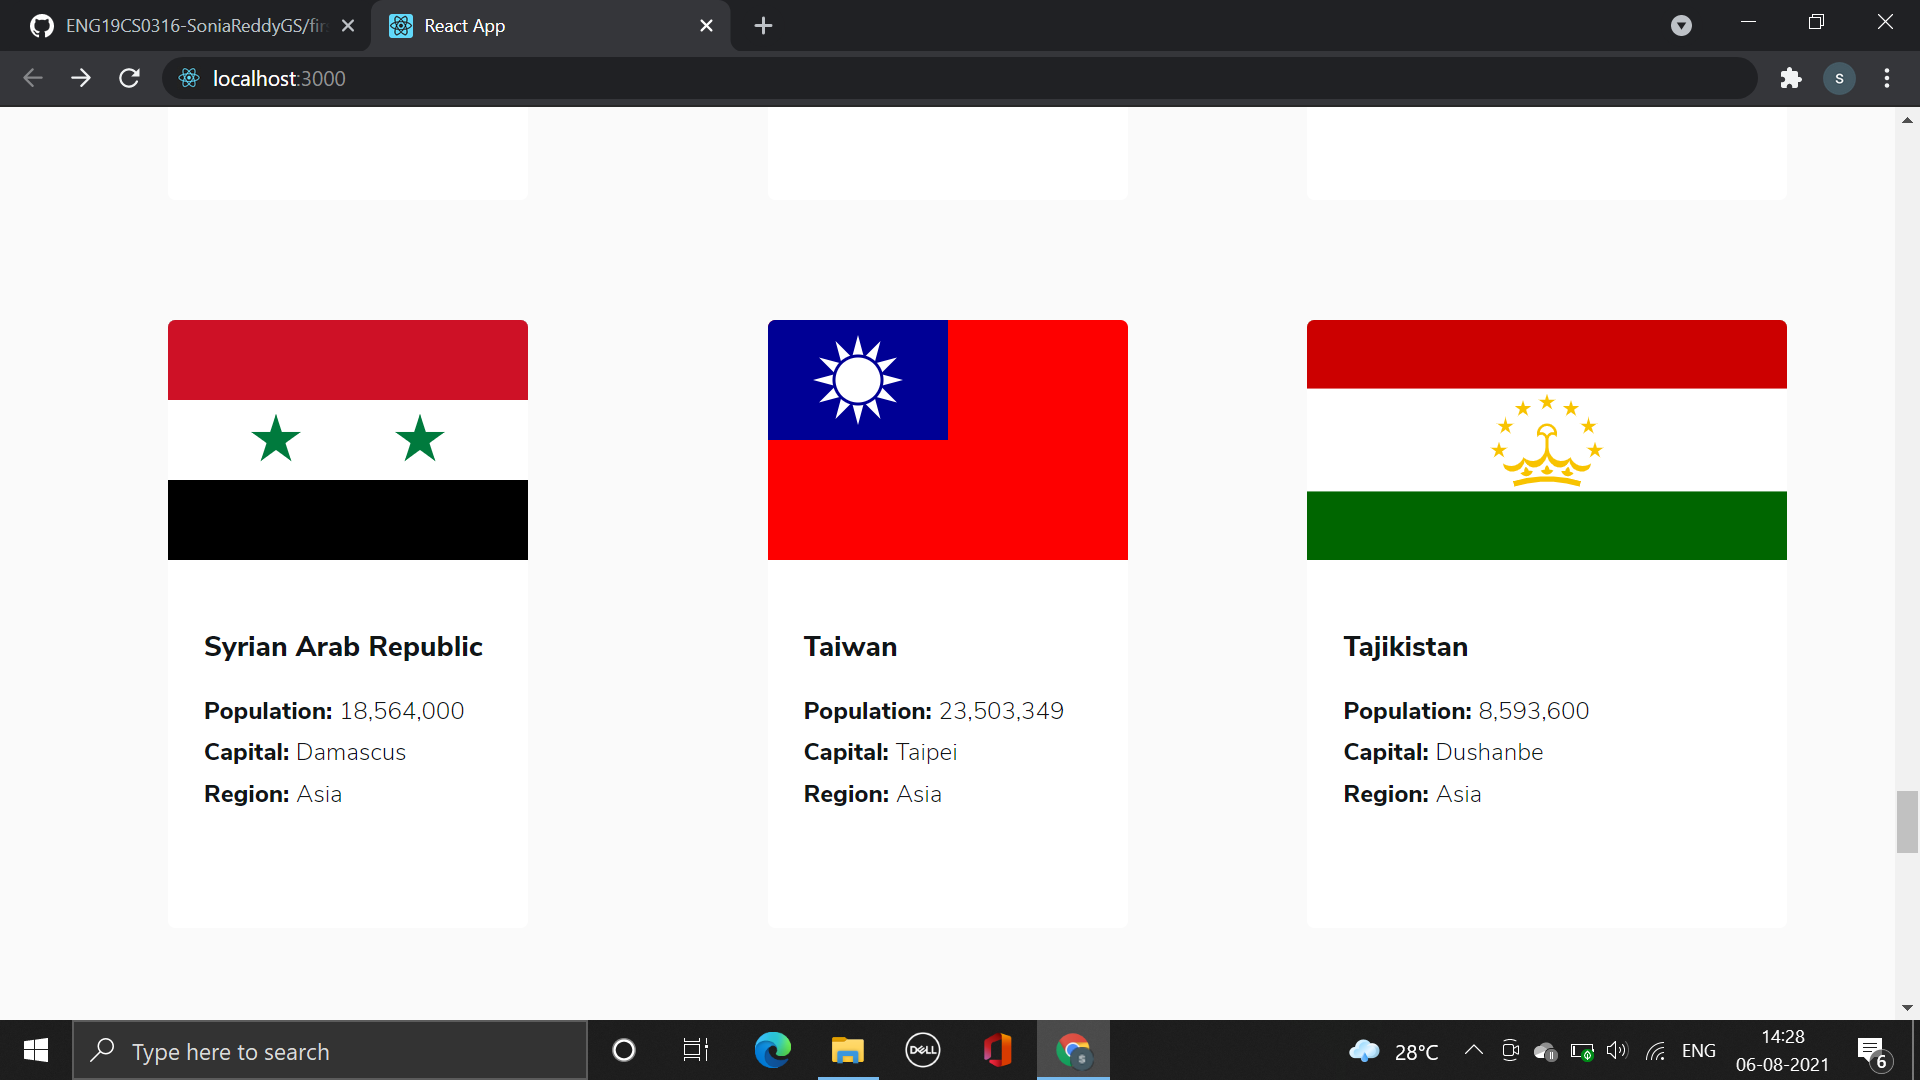 ENG19CS0316-SoniaReddyGS/fir
React App
localhost:3000
S
Syrian Arab Republic
Population: 18,564,000
Capital: Damascus
Region: Asia
Taiwan
Population: 23,503,349
Capital: Taipei
Region: Asia
Tajikistan
Population: 8,593,600
Capital: Dushanbe
Region: Asia
Type here to search
DELL
S
28°C
ENG
14:28
06-08-2021
6